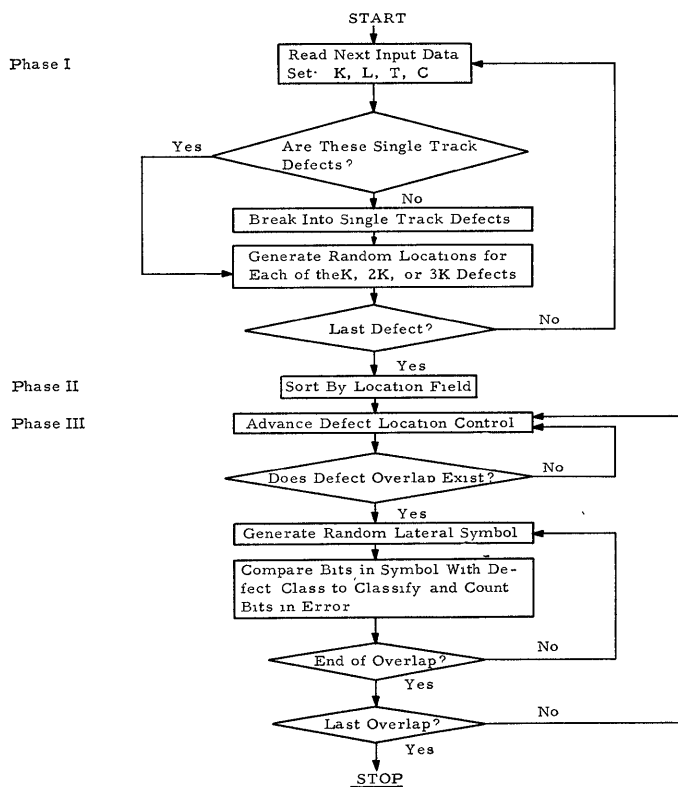 START
Phase I
Read Next Input Data
Set· K, L, T, C
Yes
Are These Single Track
Defects?
No
Break Into Single Track Defects
Generate Random Locations for
Each of theK, 2K, or 3K Defects
No
Last Defect?
Yes
Phase II
Sort By Location Field
Phase III
Advance Defect Location Control
No
Does Defect Overlap Exist?
Yes
Generate Random Lateral Symbol
Compare Bits in Symbol With De-
fect Class to Classify and Count
Bits in Error
No
End of Overlap?
Yes
No
Last Overlap?
Yes
STOP